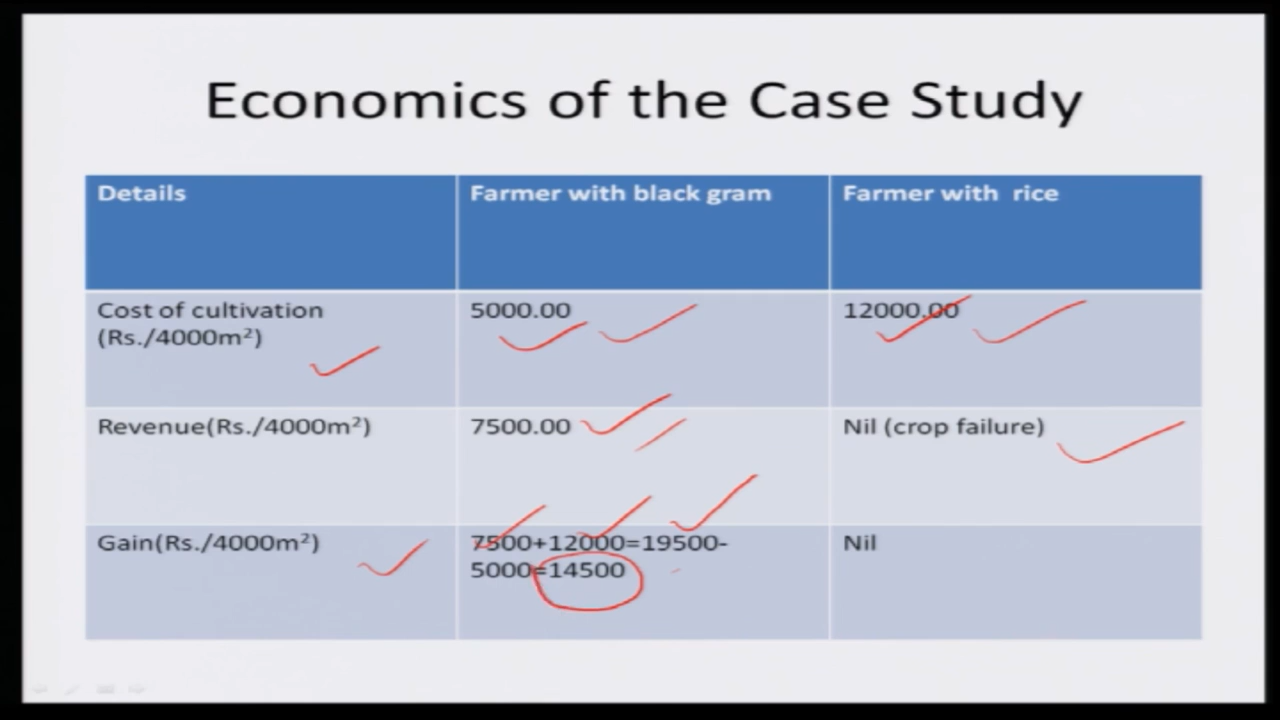 Economics of the Case Study
Details
Farmer with black gram
Farmer with rice
Cost of cultivation
(Rs./4000m²)
5000.00
12000.00
Revenue(Rs./4000m²)
7500.00
Nil (crop failure)
Gain(Rs./4000m²)
7500+12000=19500-
5000=14500
Nil